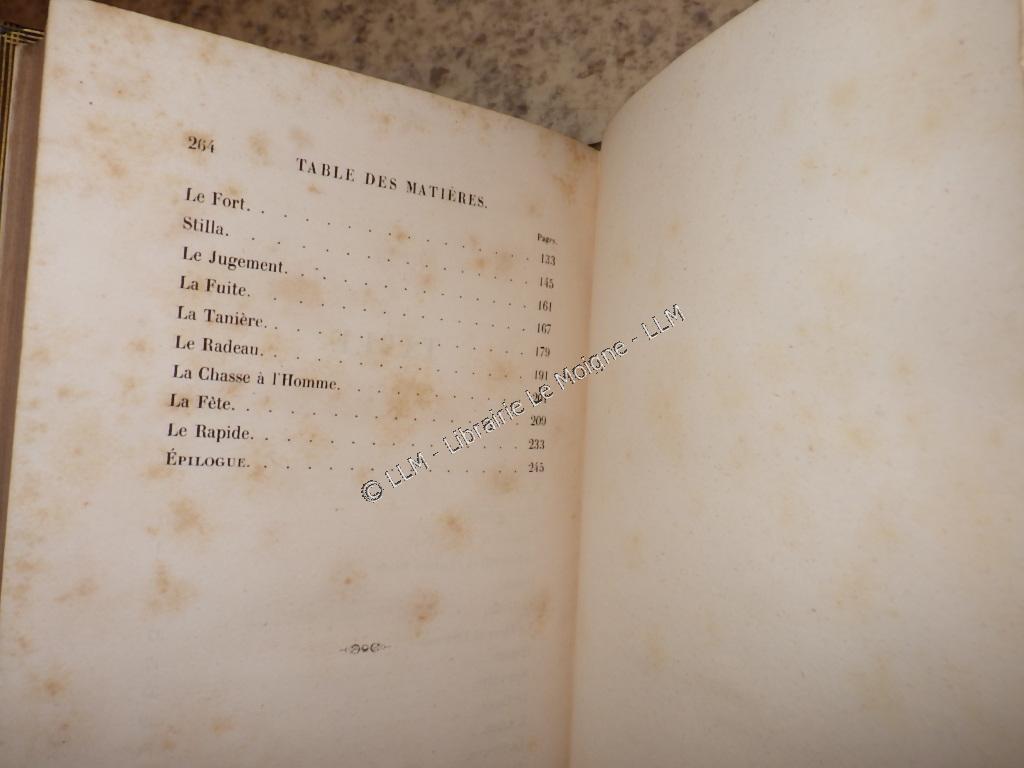 264
TABLE DES MATIÈRES.
Pages.
Le Fort. . . . . . . . . . . . 133
Stilla. . . . . . . . . . . . . 145
Le Jugement. . . . . . . . . . 161
La Fuite. . . . . . . . . . . . 167
La Tanière. . . . . . . . . . . 179
Le Radeau. . . . . . . . . . . 191
La Chasse à l'Homme. . . . . . . .
La Fête. . . . . . . . . . . . 209
Le Rapide. . . . . . . . . . . 233
ÉPILOGUE. . . . . . . . . . . . 245
© LLM - Librairie Le Moigne - LLM